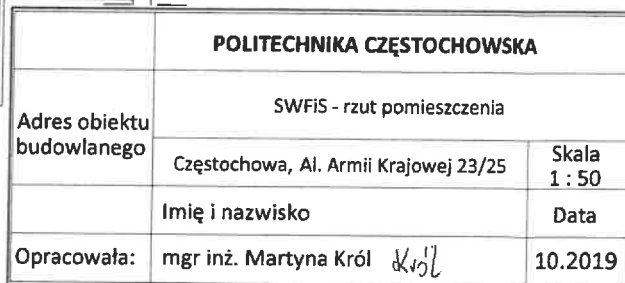 POLITECHNIKA CZĘSTOCHOWSKA
SWFiS - rzut pomieszczenia
Adres obiektu
budowlanego
Częstochowa, Al. Armii Krajowej 23/25
Skala
1 : 50
Imię i nazwisko
Data
Opracowała:
mgr inż. Martyna Król
Król
10.2019